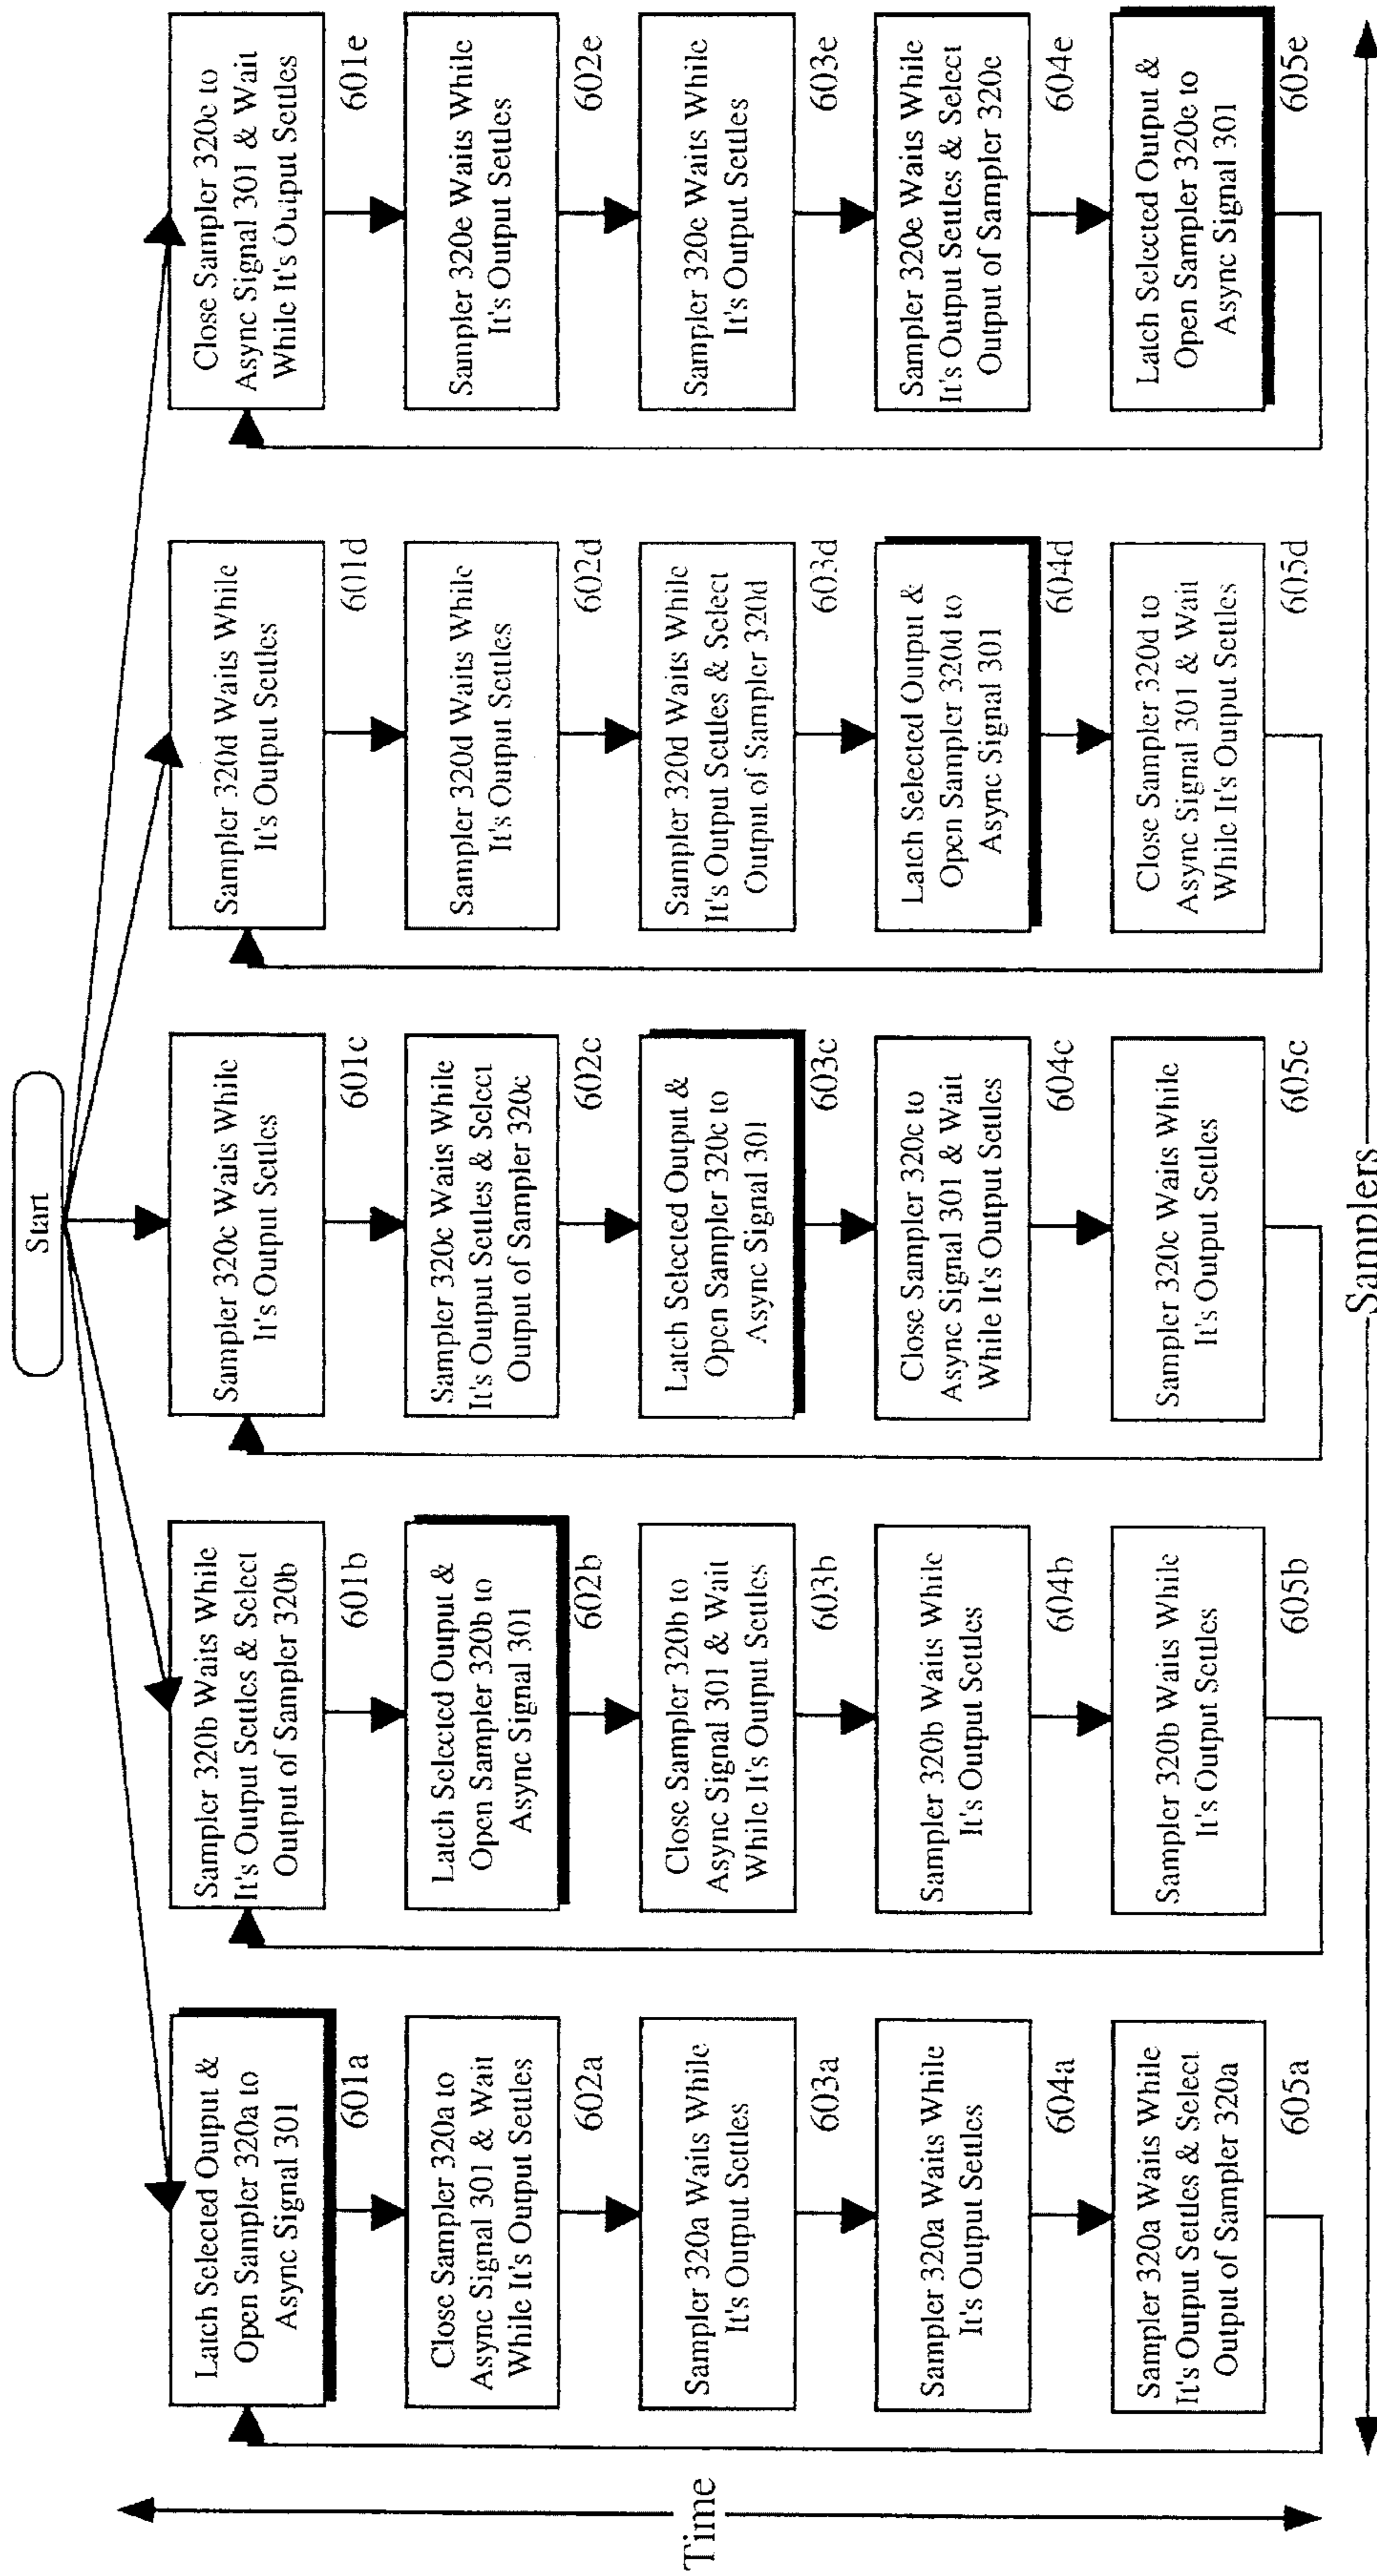 Start
Latch Selected Output &
Open Sampler 320a to
Async Signal 301
601a
Close Sampler 320a to
Async Signal 301 & Wait
While It's Output Settles
602a
Sampler 320a Waits While
It's Output Settles
603a
Sampler 320a Waits While
It's Output Settles
604a
Sampler 320a Waits While
It's Output Settles & Select
Output of Sampler 320a
605a
Sampler 320b Waits While
It's Output Settles & Select
Output of Sampler 320b
601b
Latch Selected Output &
Open Sampler 320b to
Async Signal 301
602b
Close Sampler 320b to
Async Signal 301 & Wait
While It's Output Settles
603b
Sampler 320b Waits While
It's Output Settles
604b
Sampler 320b Waits While
It's Output Settles
605b
Sampler 320c Waits While
It's Output Settles
601c
Sampler 320c Waits While
It's Output Settles & Select
Output of Sampler 320c
602c
Latch Selected Output &
Open Sampler 320c to
Async Signal 301
603c
Close Sampler 320c to
Async Signal 301 & Wait
While It's Output Settles
604c
Sampler 320c Waits While
It's Output Settles
605c
Sampler 320d Waits While
It's Output Settles
601d
Sampler 320d Waits While
It's Output Settles
602d
Sampler 320d Waits While
It's Output Settles & Select
Output of Sampler 320d
603d
Latch Selected Output &
Open Sampler 320d to
Async Signal 301
604d
Close Sampler 320d to
Async Signal 301 & Wait
While It's Output Settles
605d
Close Sampler 320e to
Async Signal 301 & Wait
While It's Output Settles
601e
Sampler 320e Waits While
It's Output Settles
602e
Sampler 320e Waits While
It's Output Settles
603e
Sampler 320e Waits While
It's Output Settles & Select
Output of Sampler 320e
604e
Latch Selected Output &
Open Sampler 320e to
Async Signal 301
605e
Time
Samplers